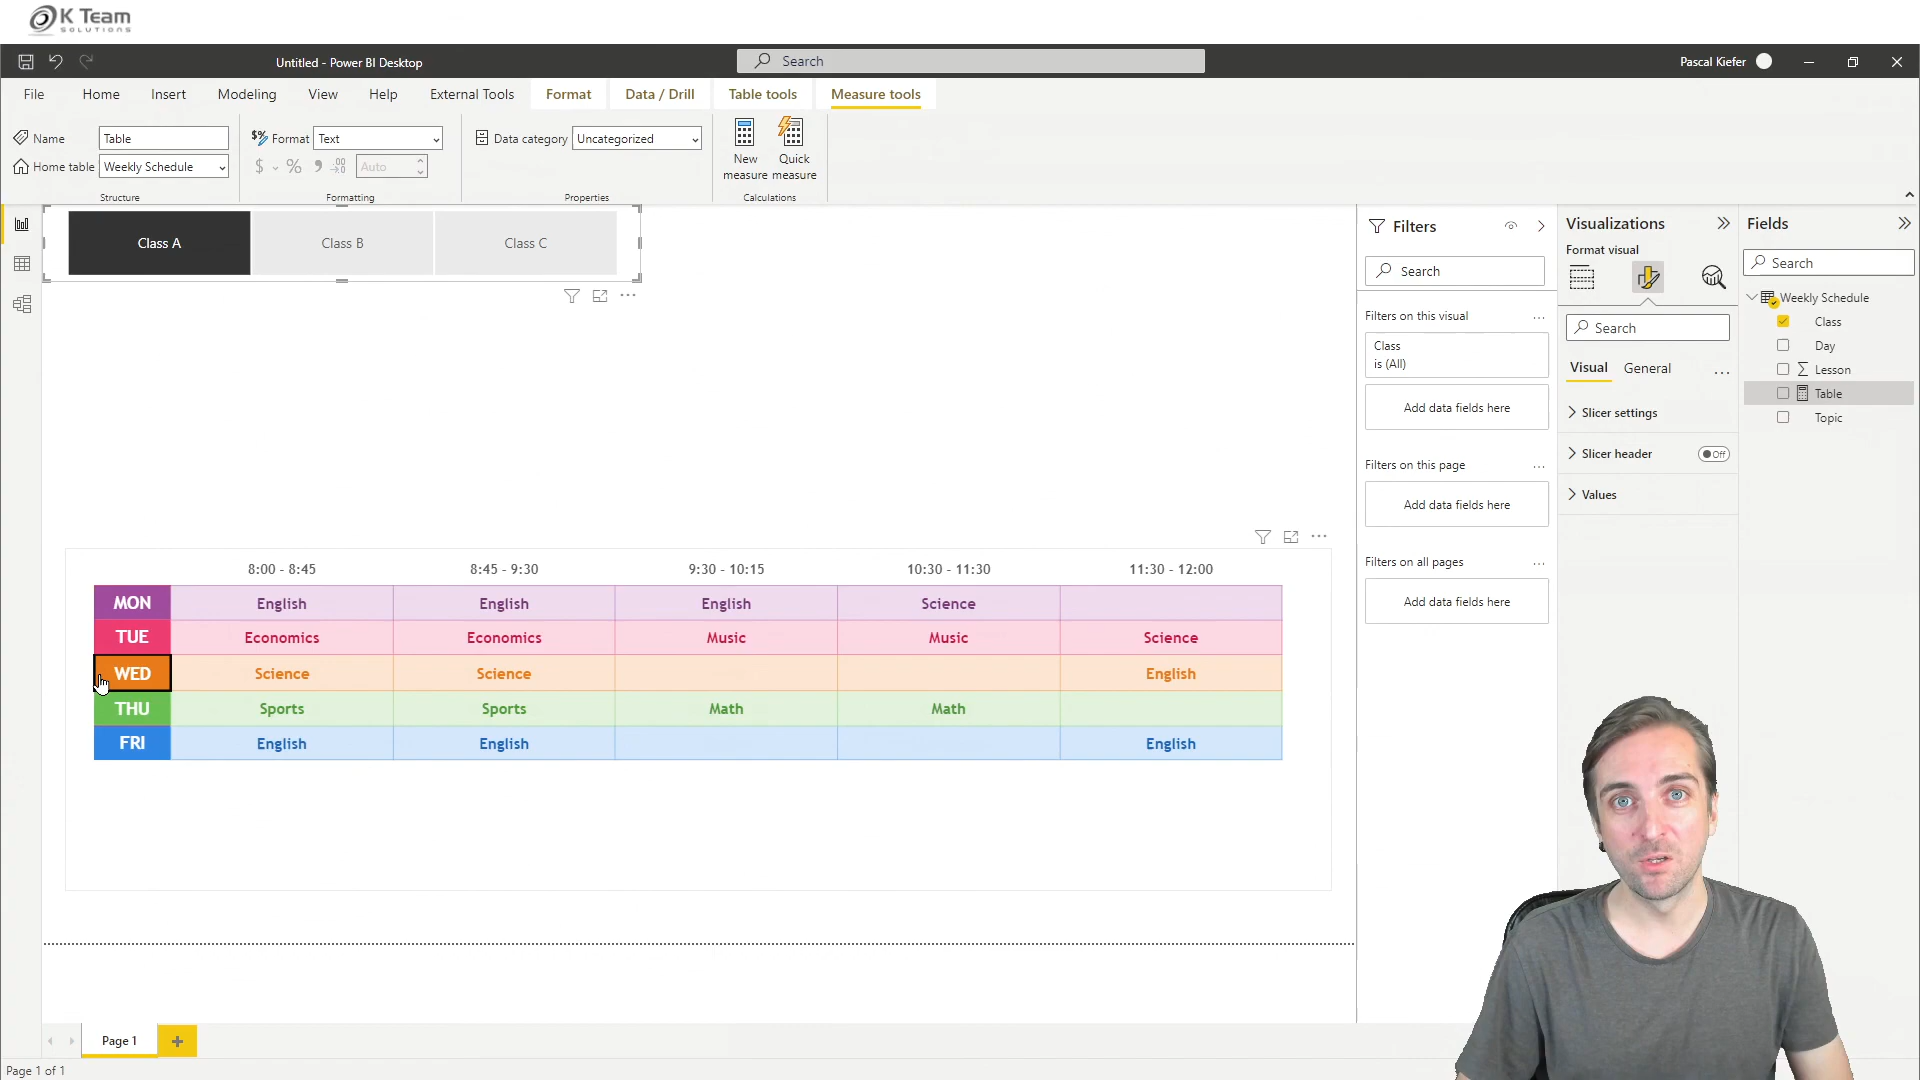 K Team
SOLUTIONS
Untitled - Power BI Desktop
Search
Pascal Kiefer
File Home Insert Modeling View Help External Tools Format Data / Drill Table tools Measure tools
Name Table
Format Text
Data category Uncategorized
Home table Weekly Schedule
$ % Auto
New measure
Quick measure
Structure
Formatting
Properties
Calculations
Class A Class B Class C
Filters
Search
Filters on this visual
Class
is (All)
Add data fields here
Filters on this page
Add data fields here
Filters on all pages
Add data fields here
Visualizations
Format visual
Search
Visual General
Slicer settings
Slicer header Off
Values
Fields
Search
Weekly Schedule
Class
Day
Lesson
Table
Topic
8:00 - 8:45 8:45 - 9:30 9:30 - 10:15 10:30 - 11:30 11:30 - 12:00
MON English English English Science
TUE Economics Economics Music Music Science
WED Science Science English
THU Sports Sports Math Math
FRI English English English
Page 1
Page 1 of 1